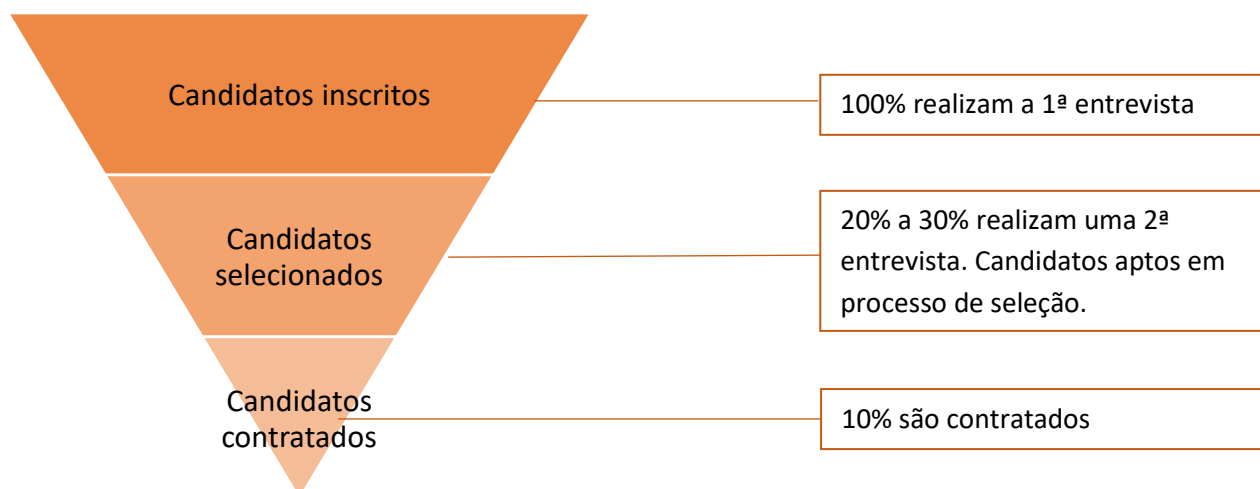 Candidatos inscritos
100% realizam a 1ª entrevista
Candidatos
selecionados
20% a 30% realizam uma 2ª
entrevista. Candidatos aptos em
processo de seleção.
Candidatos
contratados
10% são contratados